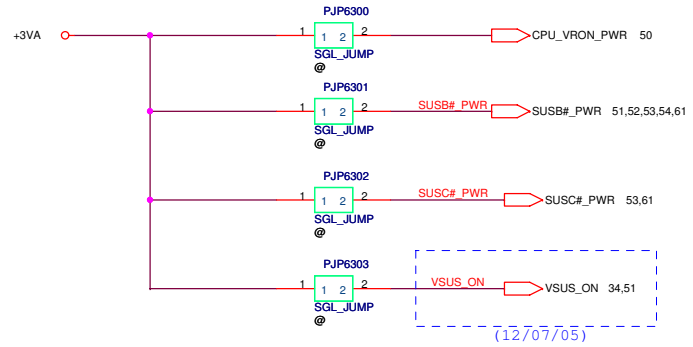 PJP6300
+3VA 1 1 2 2 CPU_VRON_PWR 50
SGL_JUMP
@
PJP6301
1 1 2 2 SUSB#_PWR SUSB#_PWR 51,52,53,54,61
SGL_JUMP
@
PJP6302
1 1 2 2 SUSC#_PWR SUSC#_PWR 53,61
SGL_JUMP
@
PJP6303
1 1 2 2 VSUS_ON VSUS_ON 34,51
SGL_JUMP
@
(12/07/05)